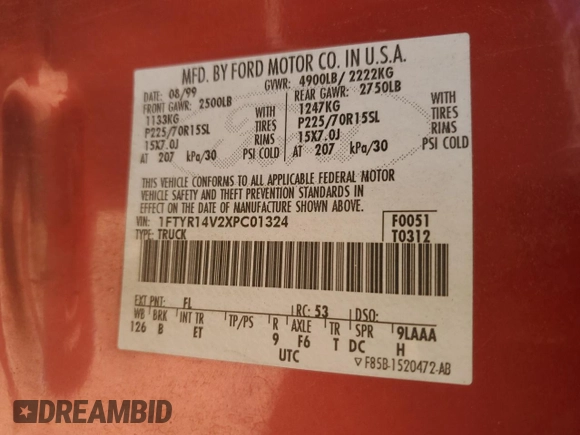 MFD. BY FORD MOTOR CO. IN U.S.A.
DATE: 08/99 GVWR: 4900LB/ 2222KG
FRONT GAWR: 2500LB REAR GAWR: 2750LB
1133KG WITH 1247KG WITH
P225/70R15SL TIRES P225/70R15SL TIRES
15X7.0J RIMS 15X7.0J RIMS
AT 207 kPa/30 PSI COLD AT 207 kPa/30 PSI COLD
THIS VEHICLE CONFORMS TO ALL APPLICABLE FEDERAL MOTOR
VEHICLE SAFETY AND THEFT PREVENTION STANDARDS IN
EFFECT ON THE DATE OF MANUFACTURE SHOWN ABOVE.
VIN: 1FTYR14V2XPC01324 F0051
TYPE: TRUCK T0312
EXT PNT: FL RC: 53 DSO:
WB BRK INT TR TP/PS R AXLE TR SPR 9LAAA
126 B ET 9 F6 T DC H
UTC
▽ F85B-1520472-AB
DREAMBID